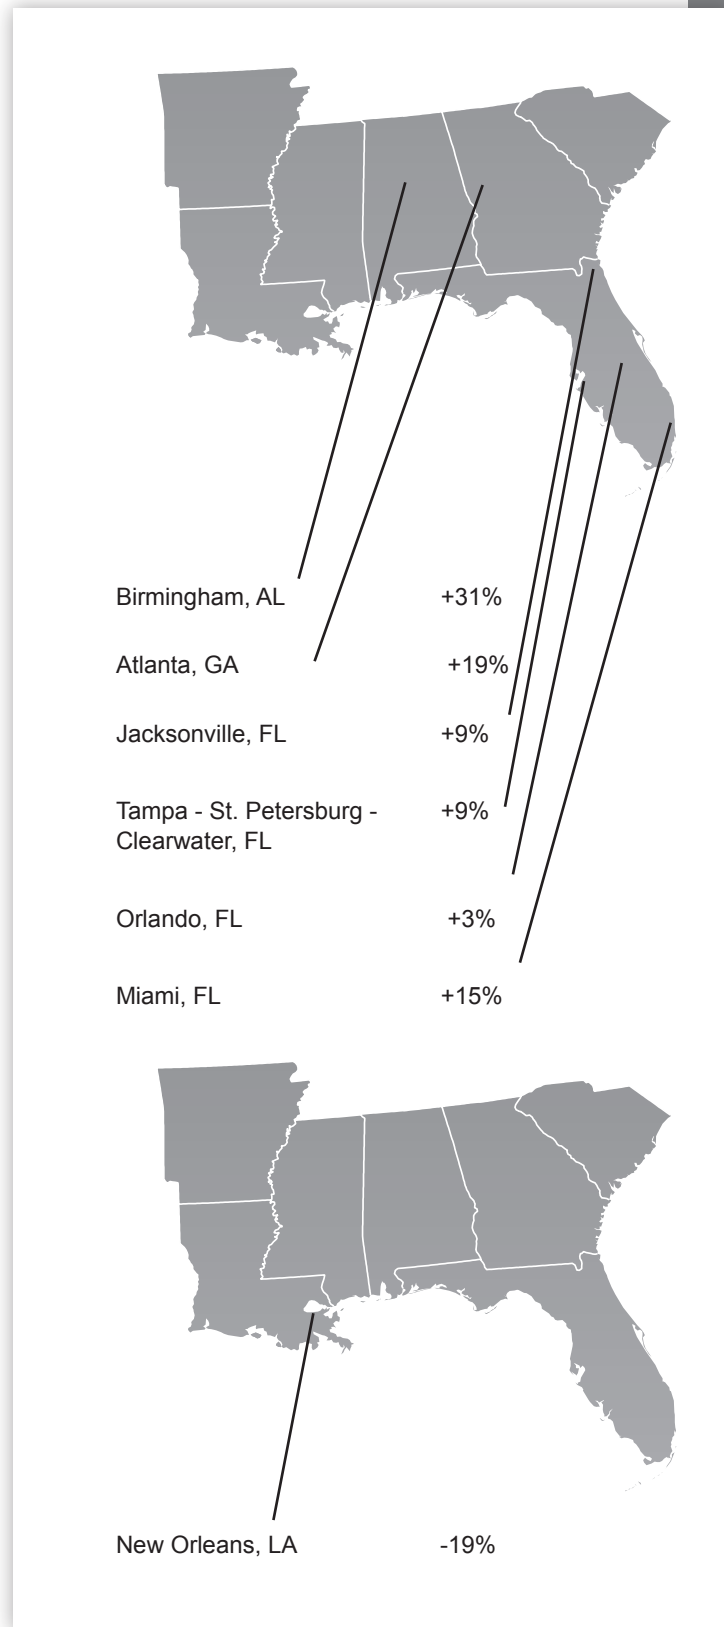 Birmingham, AL +31%
Atlanta, GA +19%
Jacksonville, FL +9%
Tampa - St. Petersburg - +9%
Clearwater, FL
Orlando, FL +3%
Miami, FL +15%
New Orleans, LA -19%